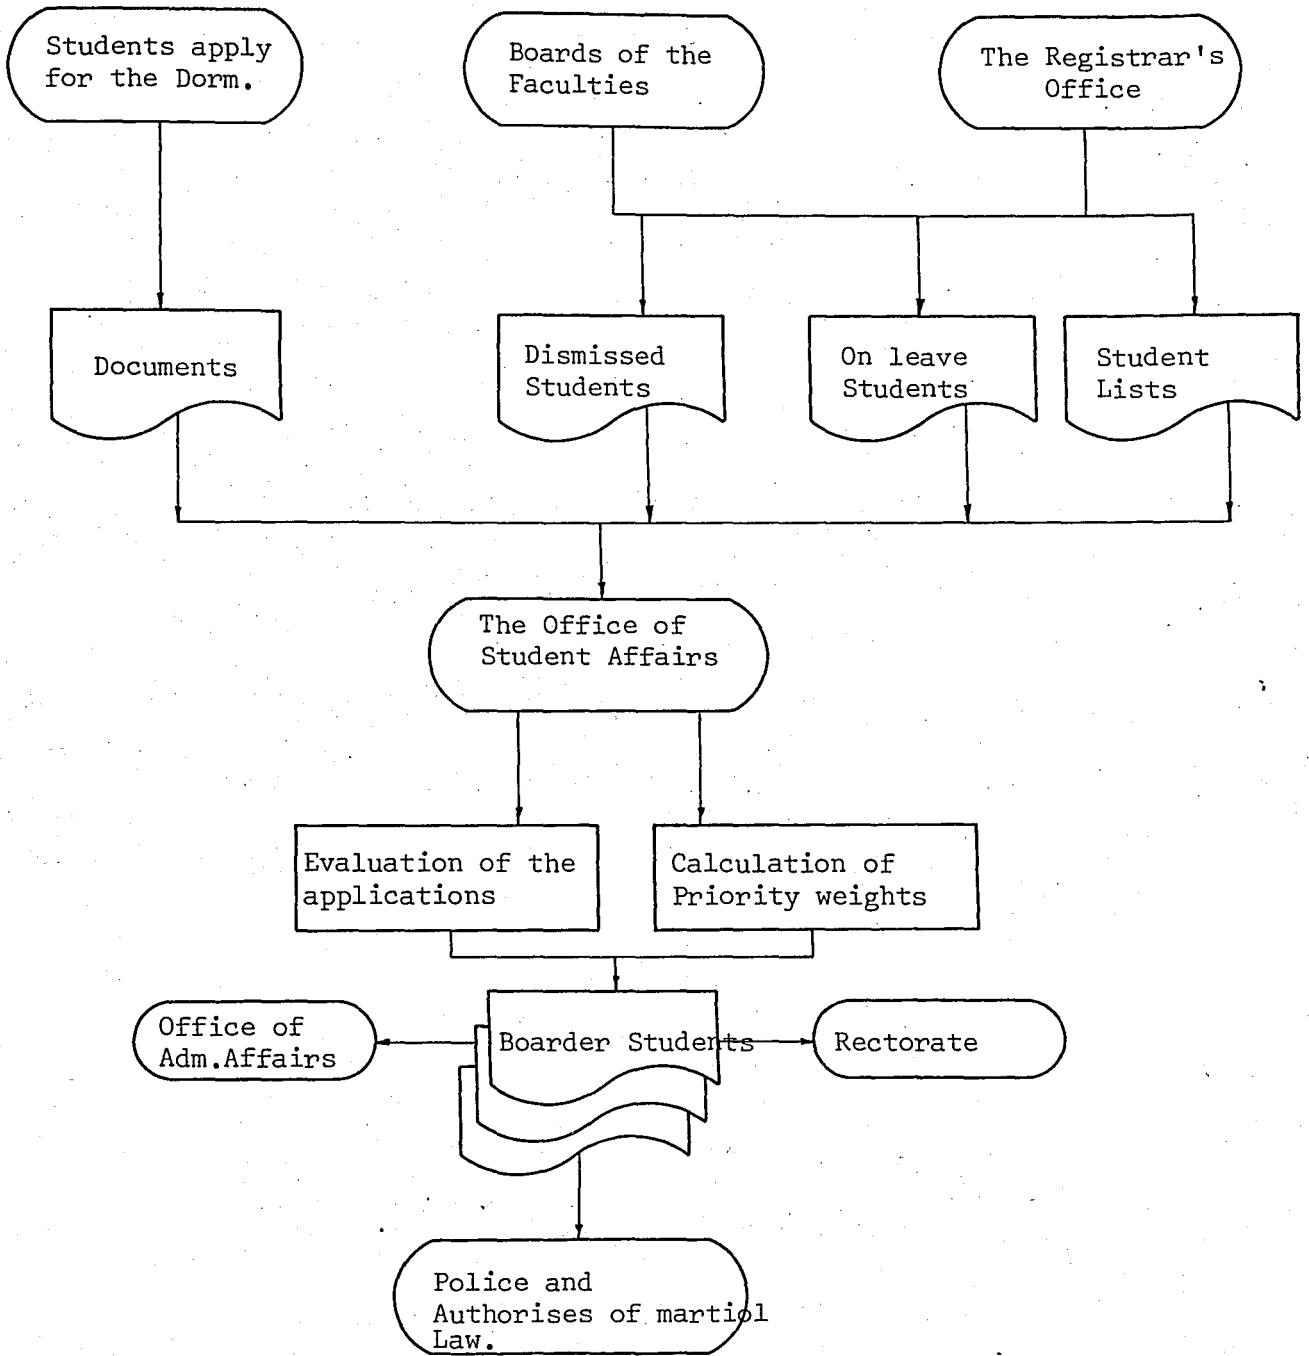 Students apply
for the Dorm.
Boards of the
Faculties
The Registrar's
Office
Documents
Dismissed
Students
On leave
Students
Student
Lists
The Office of
Student Affairs
Evaluation of the
applications
Calculation of
Priority weights
Office of
Adm.Affairs
Boarder Students
Rectorate
Police and
Authorises of martiol
Law.